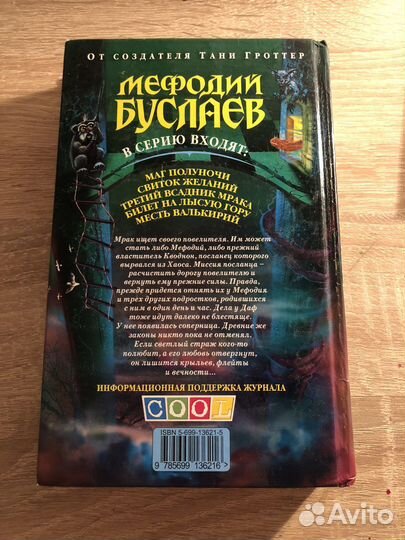 ОТ СОЗДАТЕЛЯ ТАНИ ГРОТТЕР
МЕФОДИЙ
БУСЛАЕВ
В СЕРИЮ ВХОДЯТ:
МАГ ПОЛУНОЧИ
СВИТОК ЖЕЛАНИЙ
ТРЕТИЙ ВСАДНИК МРАКА
БИЛЕТ НА ЛЫСУЮ ГОРУ
МЕСТЬ ВАЛЬКИРИЙ
Мрак ищет своего повелителя. Им может
стать либо Мефодий, либо прежний
властитель Кводнон, посланец которого
вырвался из Хаоса. Миссия посланца –
расчистить дорогу повелителю и
вернуть ему прежние силы. Правда,
прежде придется отнять их у Мефодия
и трех других подростков, родившихся
с ним в один день и час. Дела у Даф
тоже идут далеко не блестяще.
У нее появилась соперница. Древние же
законы никто пока не отменял.
Если светлый страж кого-то
полюбит, а его любовь отвергнут,
он лишится крыльев, флейты
и вечности...
ИНФОРМАЦИОННАЯ ПОДДЕРЖКА ЖУРНАЛА
COOL
ISBN 5-699-13621-5
9 785699 136216 >
Avito